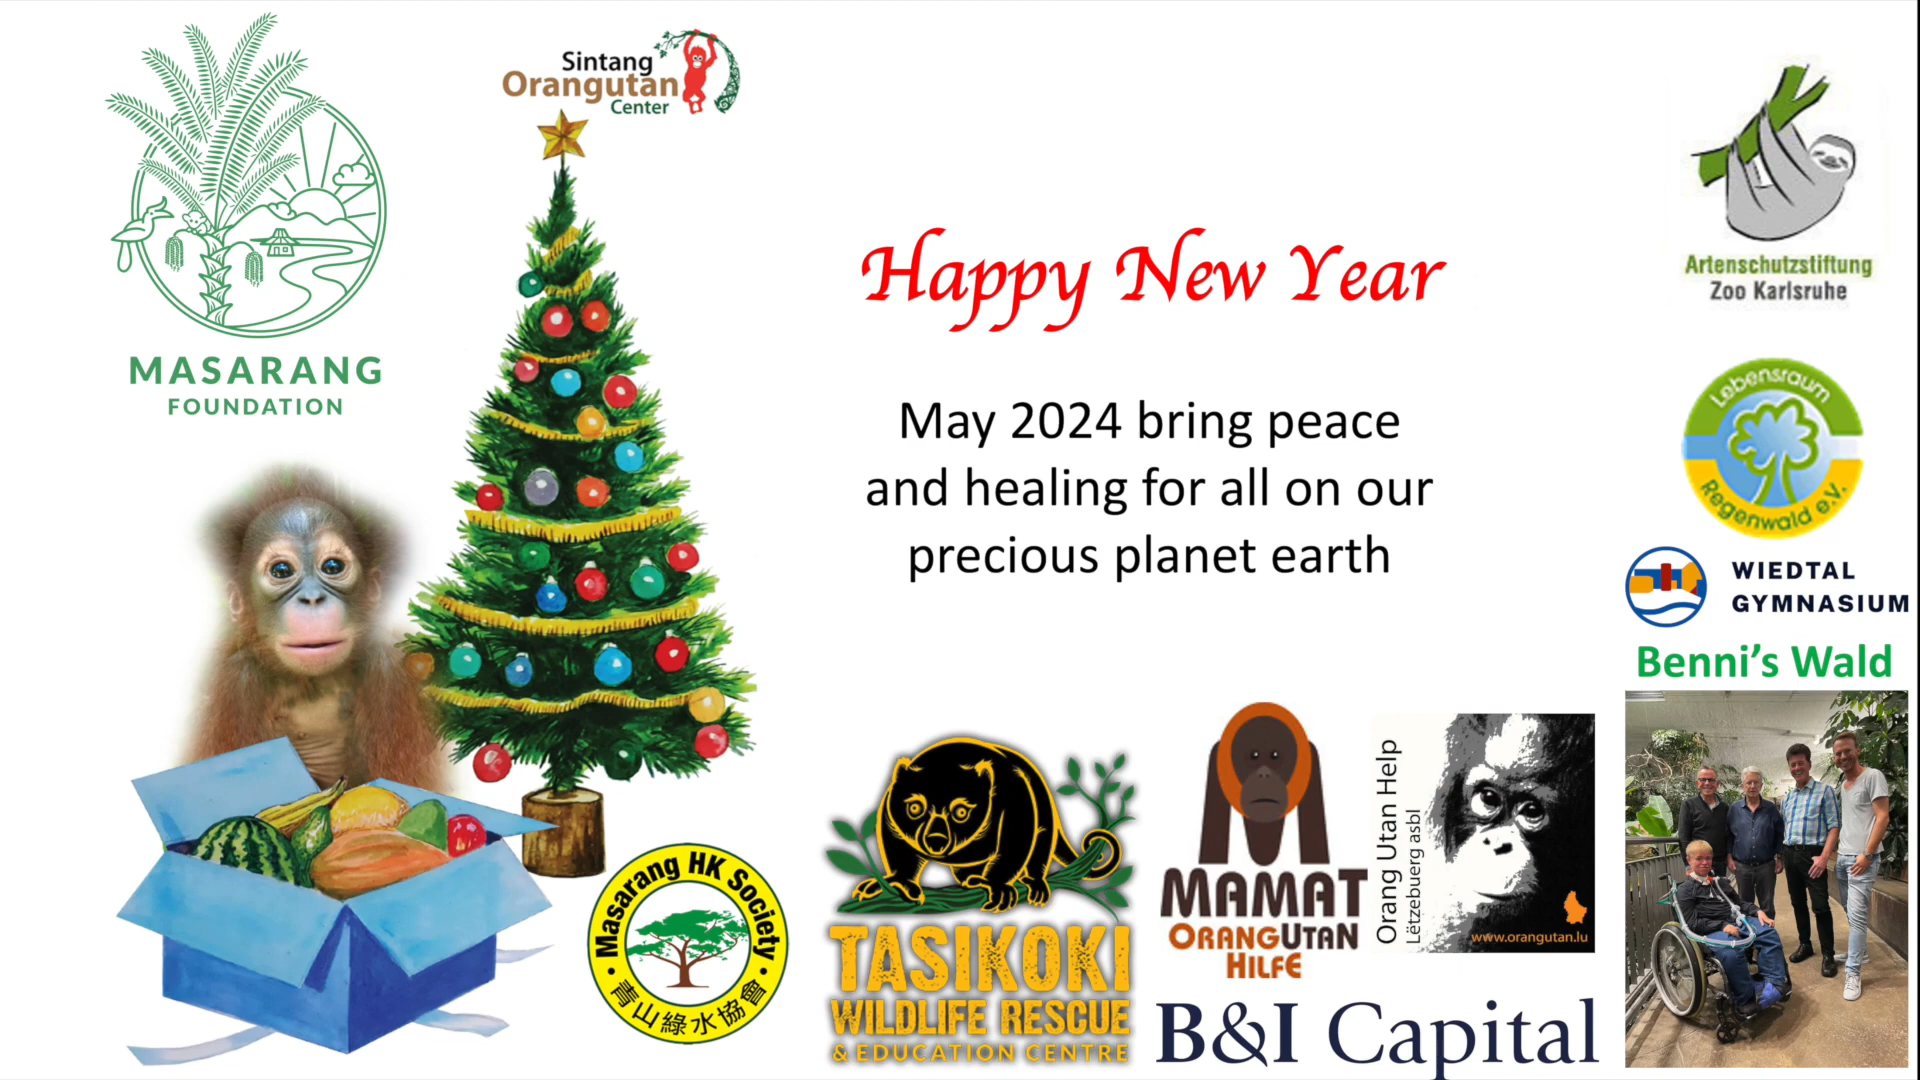 Sintang
Orangutan
Center
MASARANG
FOUNDATION
Happy New Year
May 2024 bring peace
and healing for all on our
precious planet earth
Artenschutzstiftung
Zoo Karlsruhe
Lebensraum
Regenwald e.V.
WIEDTAL
GYMNASIUM
Benni's Wald
Masarang HK Society
青山綠水協會
TASIKOKI
WILDLIFE RESCUE
& EDUCATION CENTRE
MAMAT
ORANGUTAN
HILFE
Orang Utan Help
Lëtzebuerg asbl
www.orangutan.lu
B&I Capital